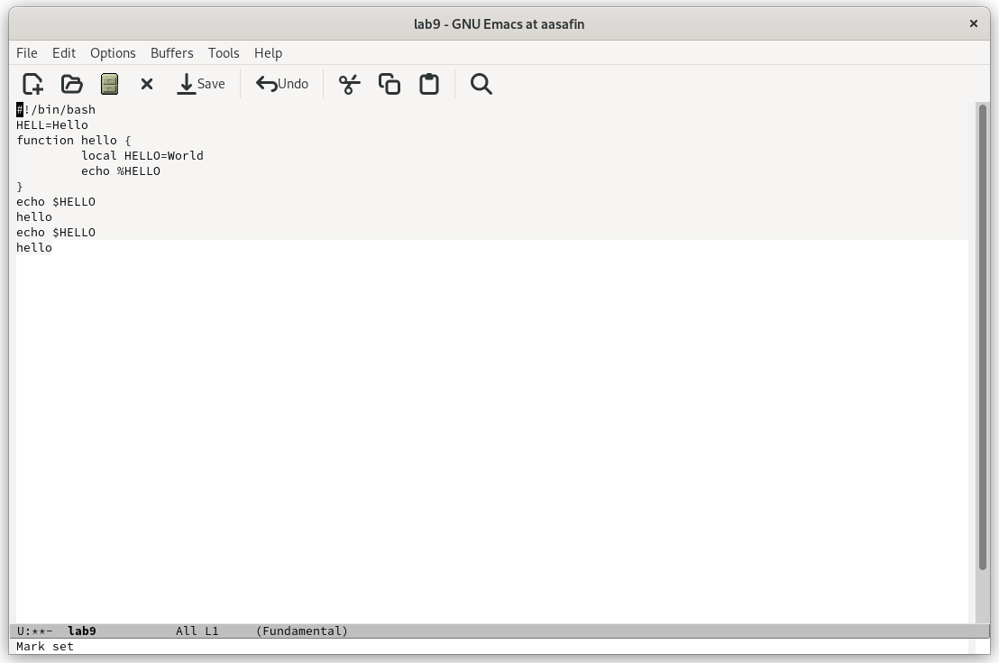 lab9 - GNU Emacs at aasafin
File Edit Options Buffers Tools Help
Save Undo
#!/bin/bash
HELL=Hello
function hello {
        local HELLO=World
        echo %HELLO
}
echo $HELLO
hello
echo $HELLO
hello
U:**-  lab9           All L1     (Fundamental)
Mark set